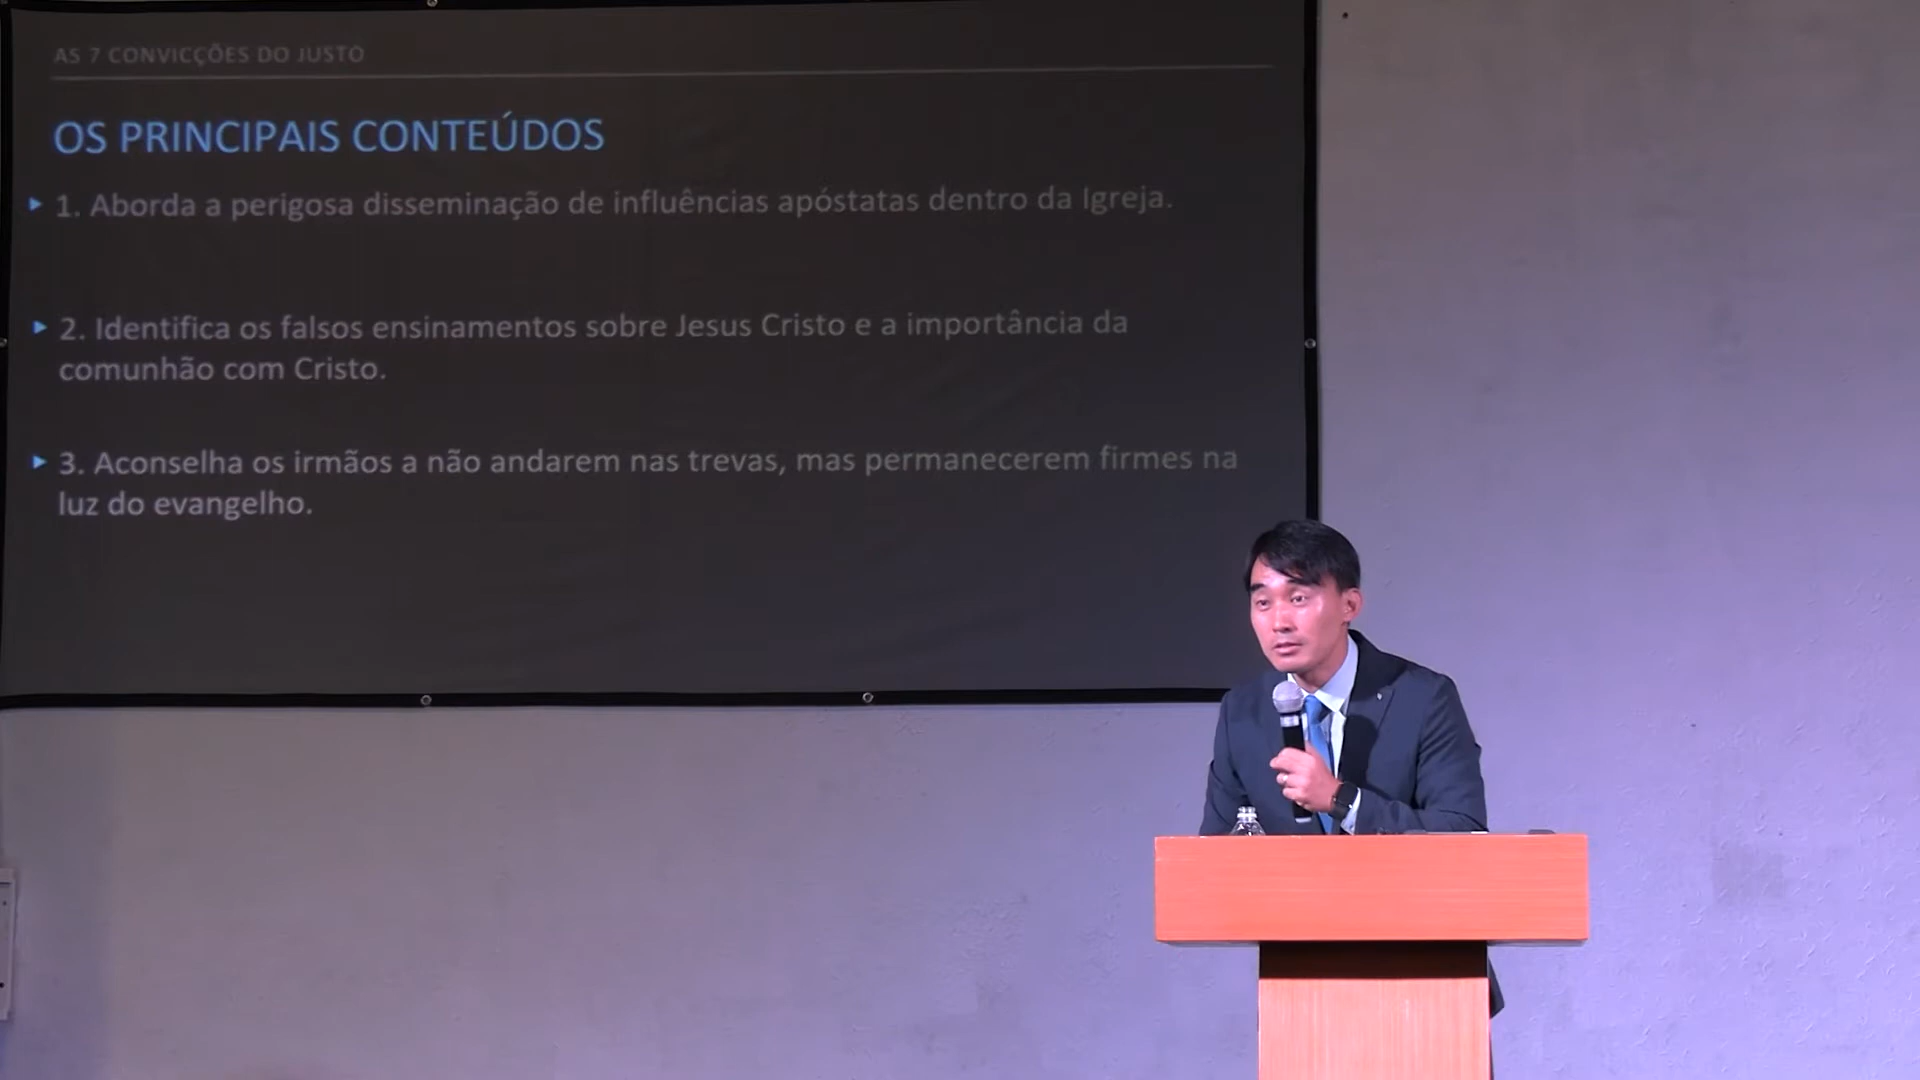 AS 7 CONVICÇÕES DO JUSTO
OS PRINCIPAIS CONTEÚDOS
1. Aborda a perigosa disseminação de influências apóstatas dentro da Igreja.
2. Identifica os falsos ensinamentos sobre Jesus Cristo e a importância da
comunhão com Cristo.
3. Aconselha os irmãos a não andarem nas trevas, mas permanecerem firmes na
luz do evangelho.